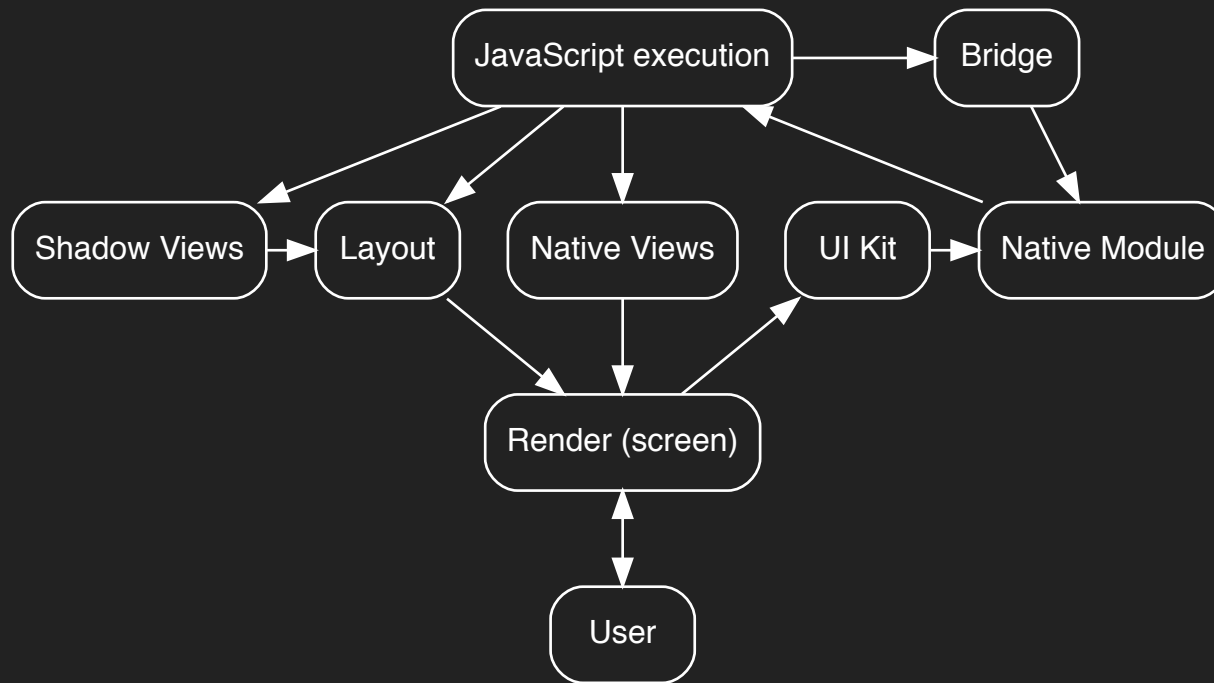 JavaScript execution
Bridge
Shadow Views
Layout
Native Views
UI Kit
Native Module
Render (screen)
User